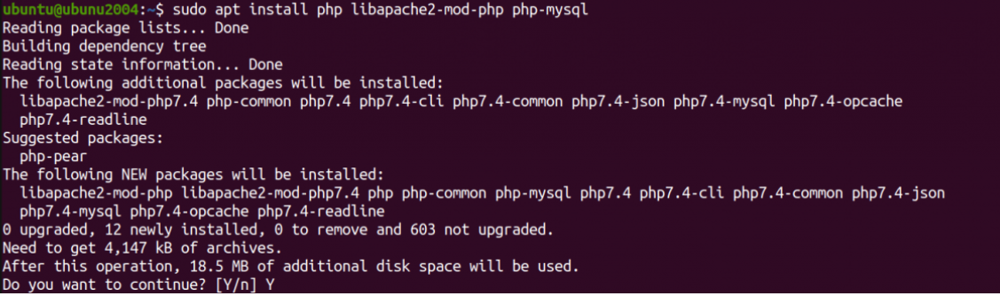 ubuntu@ubunu2004:~$ sudo apt install php libapache2-mod-php php-mysql
Reading package lists... Done
Building dependency tree
Reading state information... Done
The following additional packages will be installed:
  libapache2-mod-php7.4 php-common php7.4 php7.4-cli php7.4-common php7.4-json php7.4-mysql php7.4-opcache
  php7.4-readline
Suggested packages:
  php-pear
The following NEW packages will be installed:
  libapache2-mod-php libapache2-mod-php7.4 php php-common php-mysql php7.4 php7.4-cli php7.4-common php7.4-json
  php7.4-mysql php7.4-opcache php7.4-readline
0 upgraded, 12 newly installed, 0 to remove and 603 not upgraded.
Need to get 4,147 kB of archives.
After this operation, 18.5 MB of additional disk space will be used.
Do you want to continue? [Y/n] Y